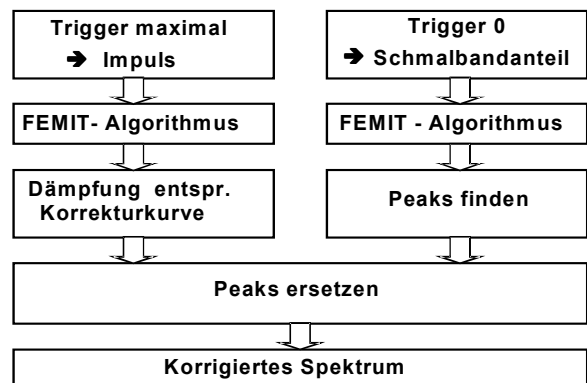 Trigger maximal
➔ Impuls
Trigger 0
➔ Schmalbandanteil
FEMIT- Algorithmus
FEMIT - Algorithmus
Dämpfung entspr.
Korrekturkurve
Peaks finden
Peaks ersetzen
Korrigiertes Spektrum